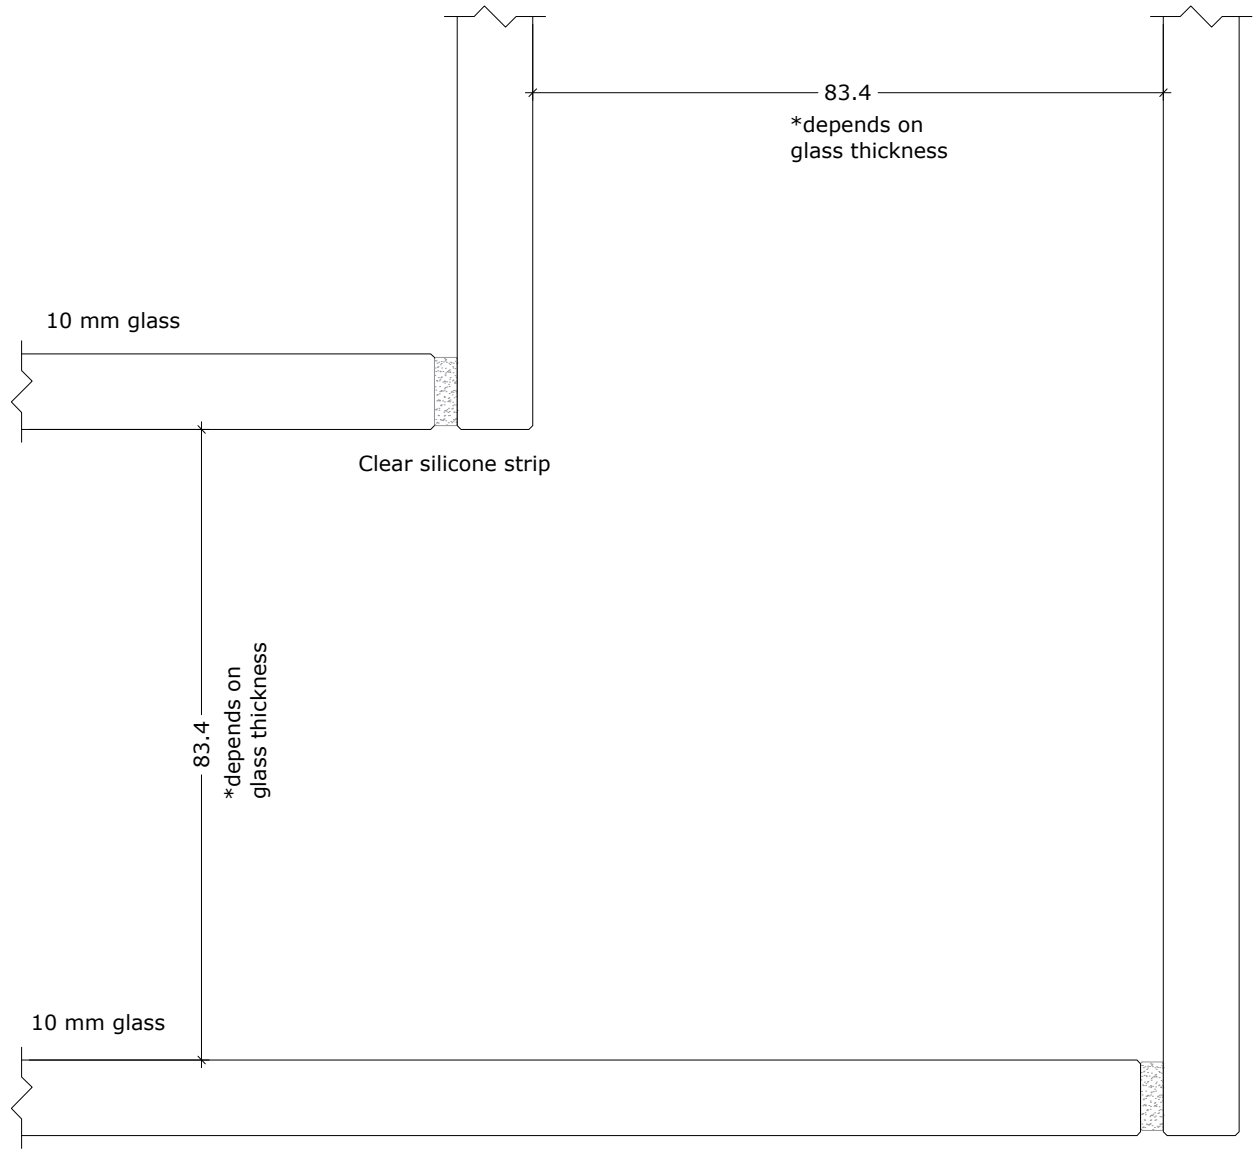 83.4
*depends on
glass thickness
10 mm glass
Clear silicone strip
83.4
*depends on
glass thickness
10 mm glass